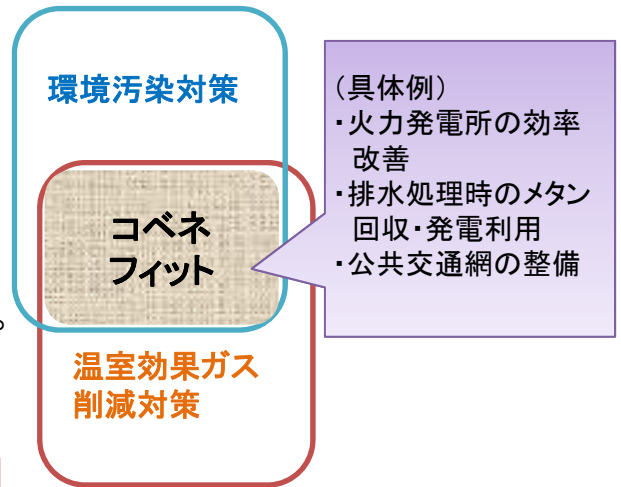 環境汚染対策
コベネ
フィット
。
温室効果ガス
削減対策
（具体例）
・火力発電所の効率
改善
・排水処理時のメタン
回収・発電利用
・公共交通網の整備